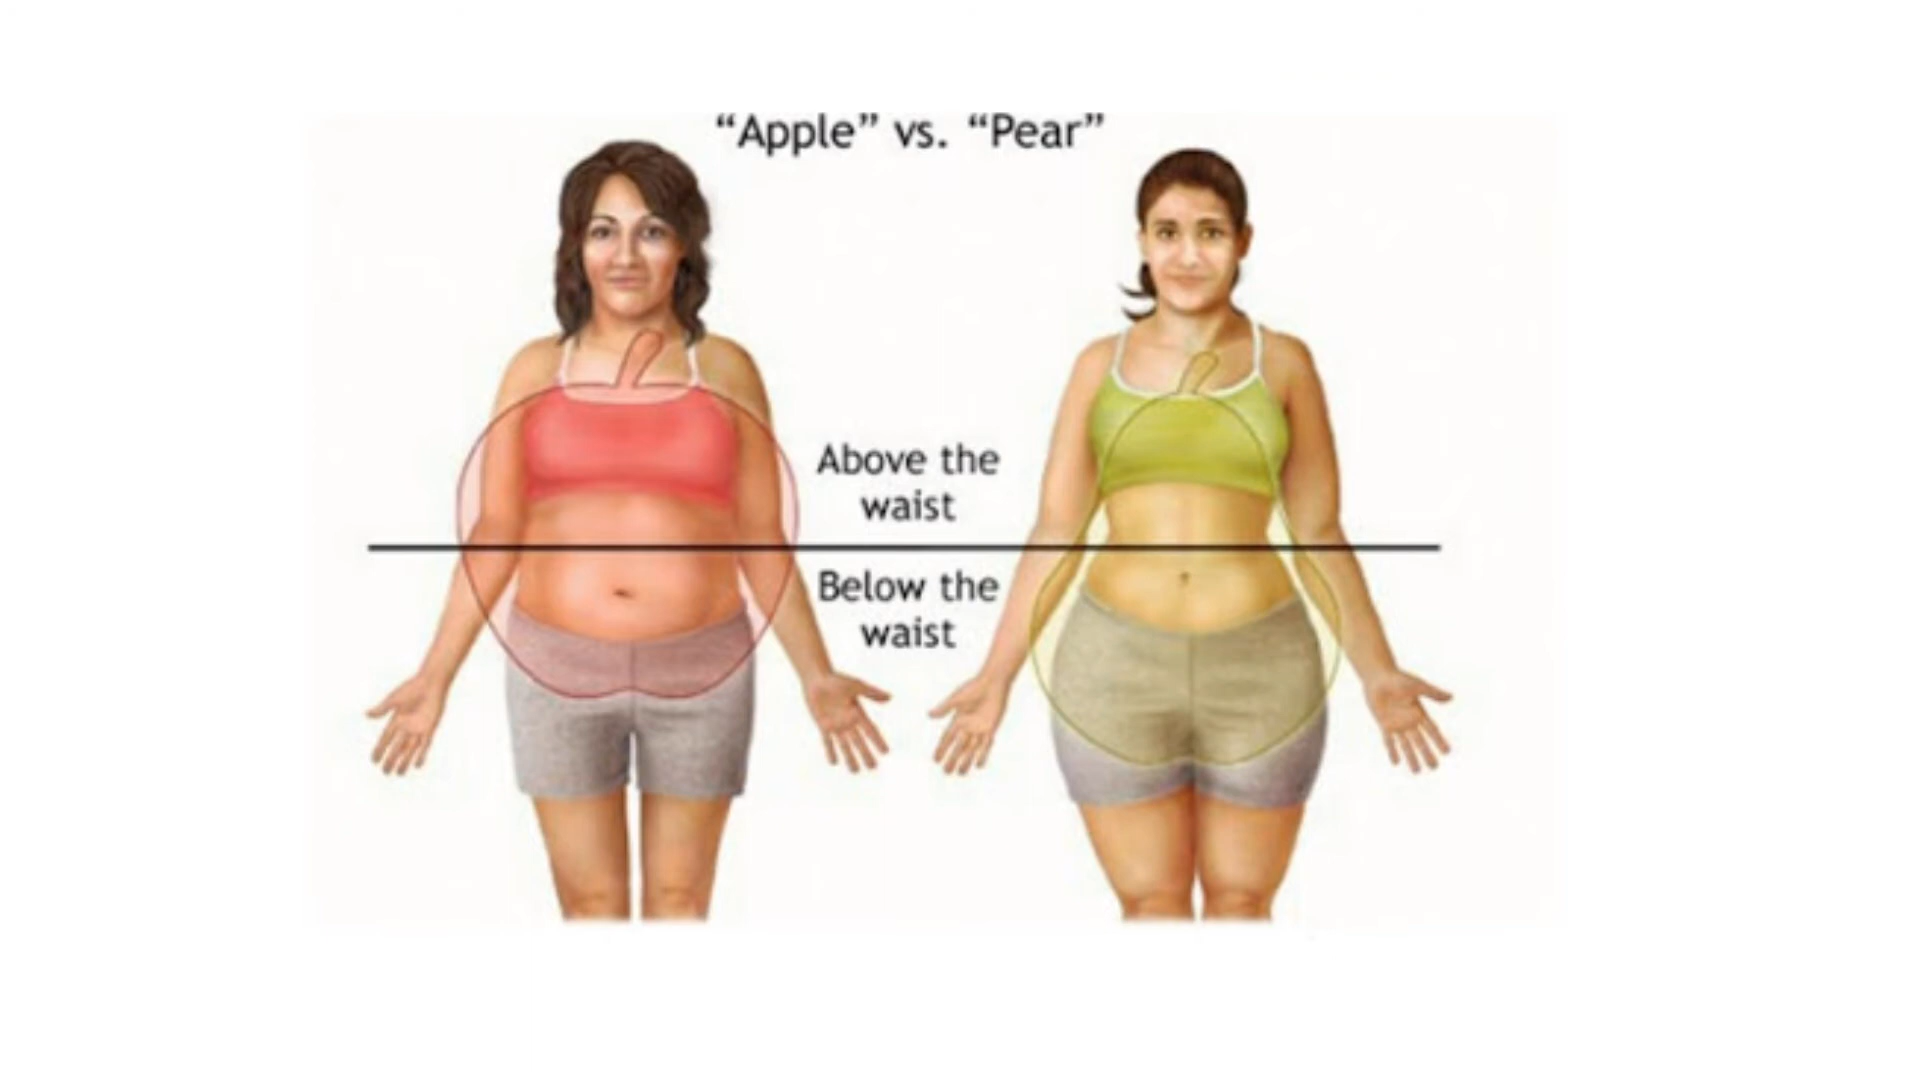 “Apple” vs. “Pear”
Above the
waist
Below the
waist